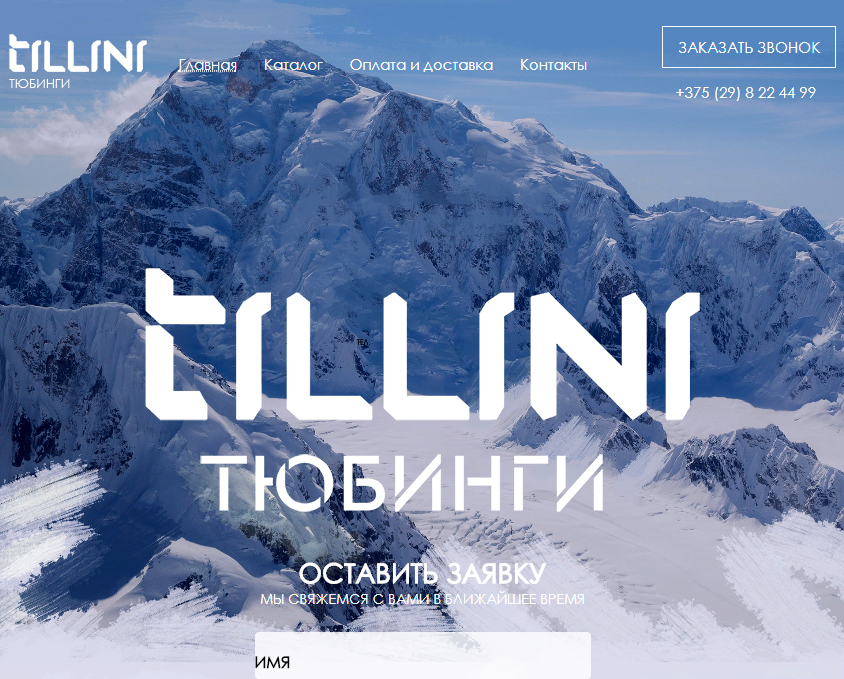 TILLINI
ТЮБИНГИ
Главная Каталог Оплата и доставка Контакты
ЗАКАЗАТЬ ЗВОНОК
+375 (29) 8 22 44 99
TILLINI
ТЮБИНГИ
ОСТАВИТЬ ЗАЯВКУ
МЫ СВЯЖЕМСЯ С ВАМИ В БЛИЖАЙШЕЕ ВРЕМЯ
ИМЯ